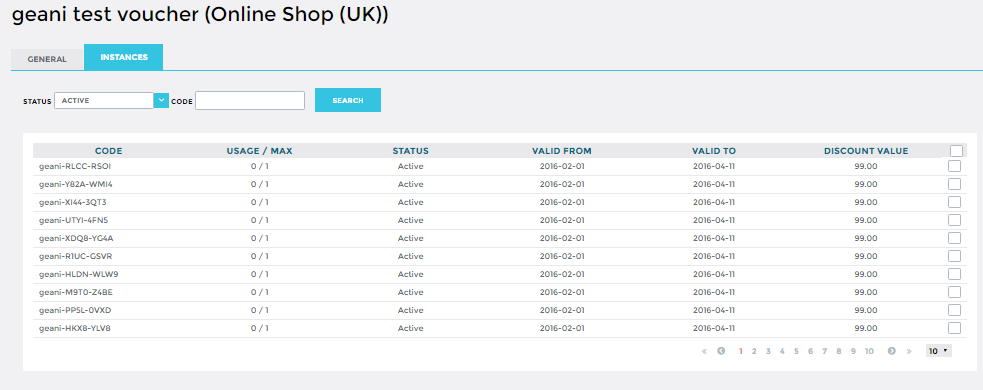 geani test voucher (Online Shop (UK))
GENERAL INSTANCES
STATUS ACTIVE CODE SEARCH
CODE USAGE / MAX STATUS VALID FROM VALID TO DISCOUNT VALUE
geani-RLCC-RSOI 0 / 1 Active 2016-02-01 2016-04-11 99.00
geani-Y82A-WMI4 0 / 1 Active 2016-02-01 2016-04-11 99.00
geani-XI44-3QT3 0 / 1 Active 2016-02-01 2016-04-11 99.00
geani-UTYI-4FN5 0 / 1 Active 2016-02-01 2016-04-11 99.00
geani-XDQ8-YG4A 0 / 1 Active 2016-02-01 2016-04-11 99.00
geani-R1UC-GSVR 0 / 1 Active 2016-02-01 2016-04-11 99.00
geani-HLDN-WLW9 0 / 1 Active 2016-02-01 2016-04-11 99.00
geani-M9T0-Z4BE 0 / 1 Active 2016-02-01 2016-04-11 99.00
geani-PP5L-0VXD 0 / 1 Active 2016-02-01 2016-04-11 99.00
geani-HKX8-YLV8 0 / 1 Active 2016-02-01 2016-04-11 99.00
« 1 2 3 4 5 6 7 8 9 10 » 10